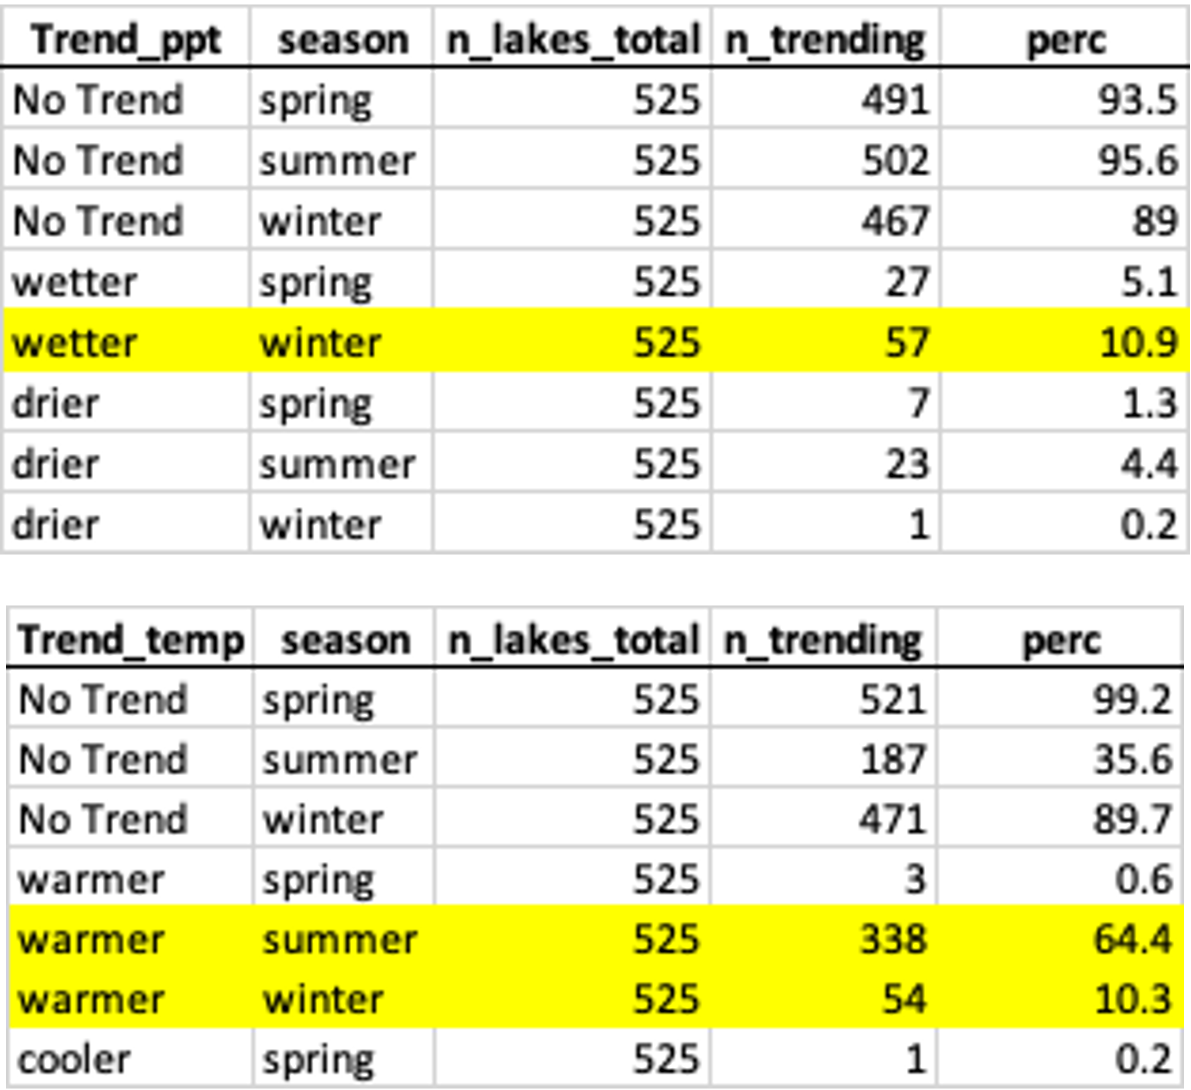 Trend_ppt season n_lakes_total n_trending perc
No Trend spring 525 491 93.5
No Trend summer 525 502 95.6
No Trend winter 525 467 89
wetter spring 525 27 5.1
wetter winter 525 57 10.9
drier spring 525 7 1.3
drier summer 525 23 4.4
drier winter 525 1 0.2
Trend_temp season n_lakes_total n_trending perc
No Trend spring 525 521 99.2
No Trend summer 525 187 35.6
No Trend winter 525 471 89.7
warmer spring 525 3 0.6
warmer summer 525 338 64.4
warmer winter 525 54 10.3
cooler spring 525 1 0.2